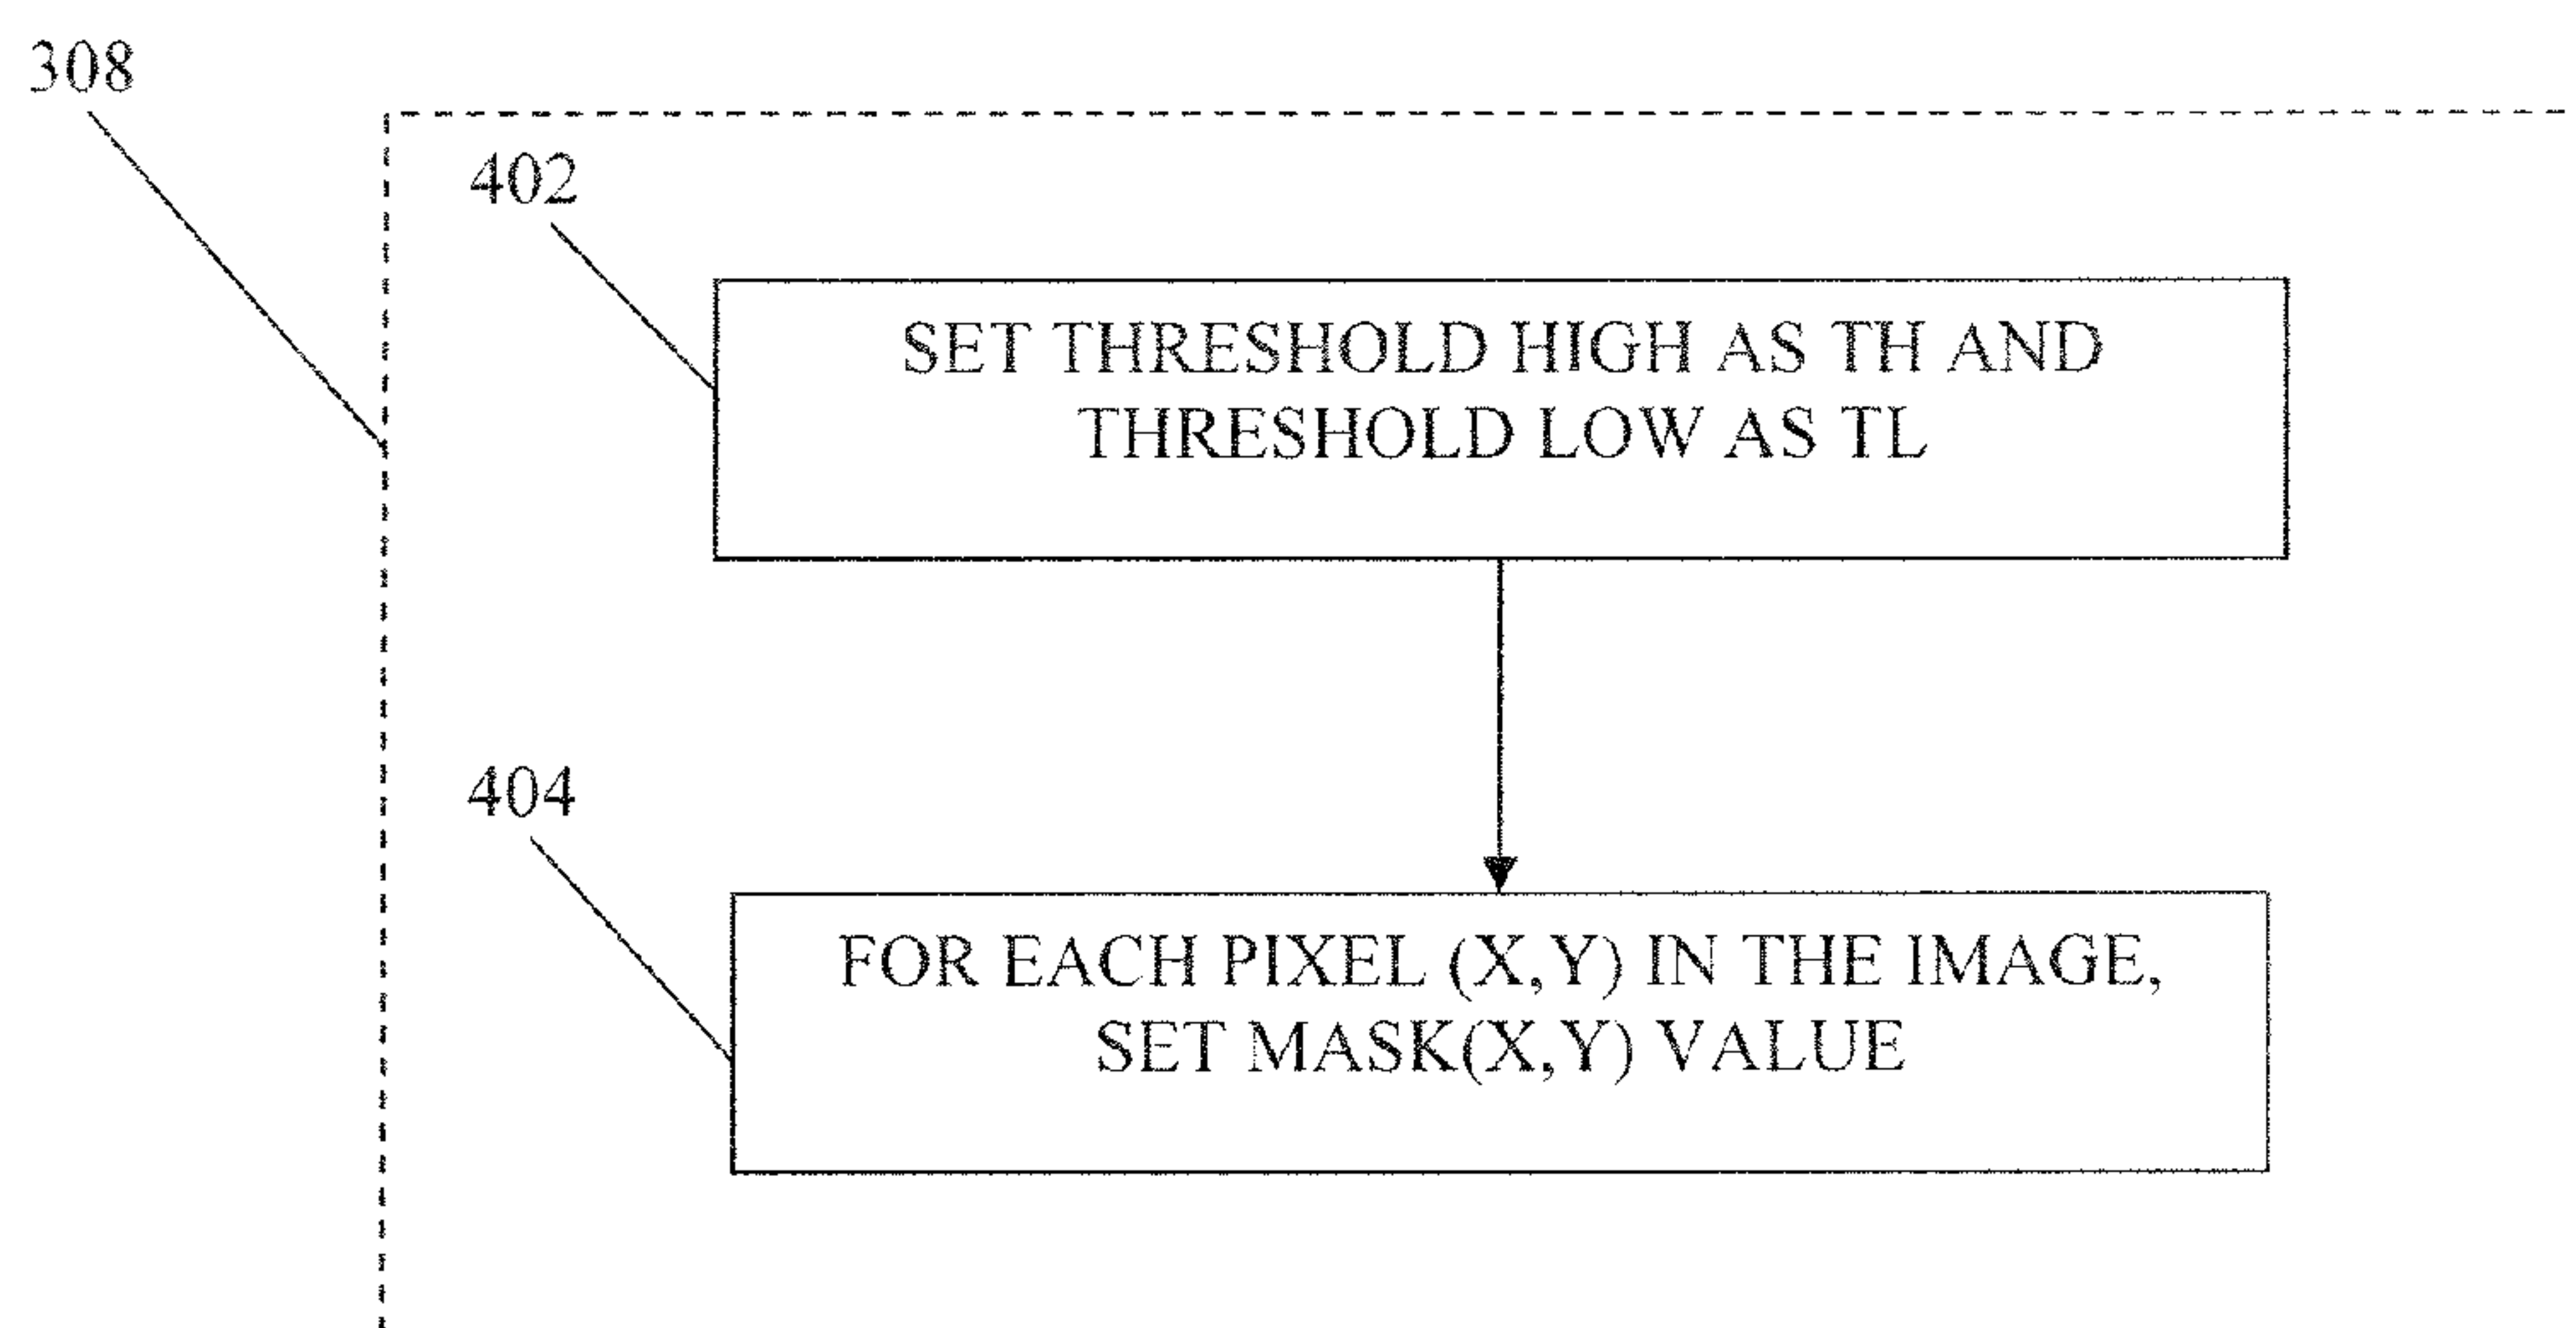 308
402
SET THRESHOLD HIGH AS TH AND
THRESHOLD LOW AS TL
404
FOR EACH PIXEL (X,Y) IN THE IMAGE,
SET MASK(X,Y) VALUE